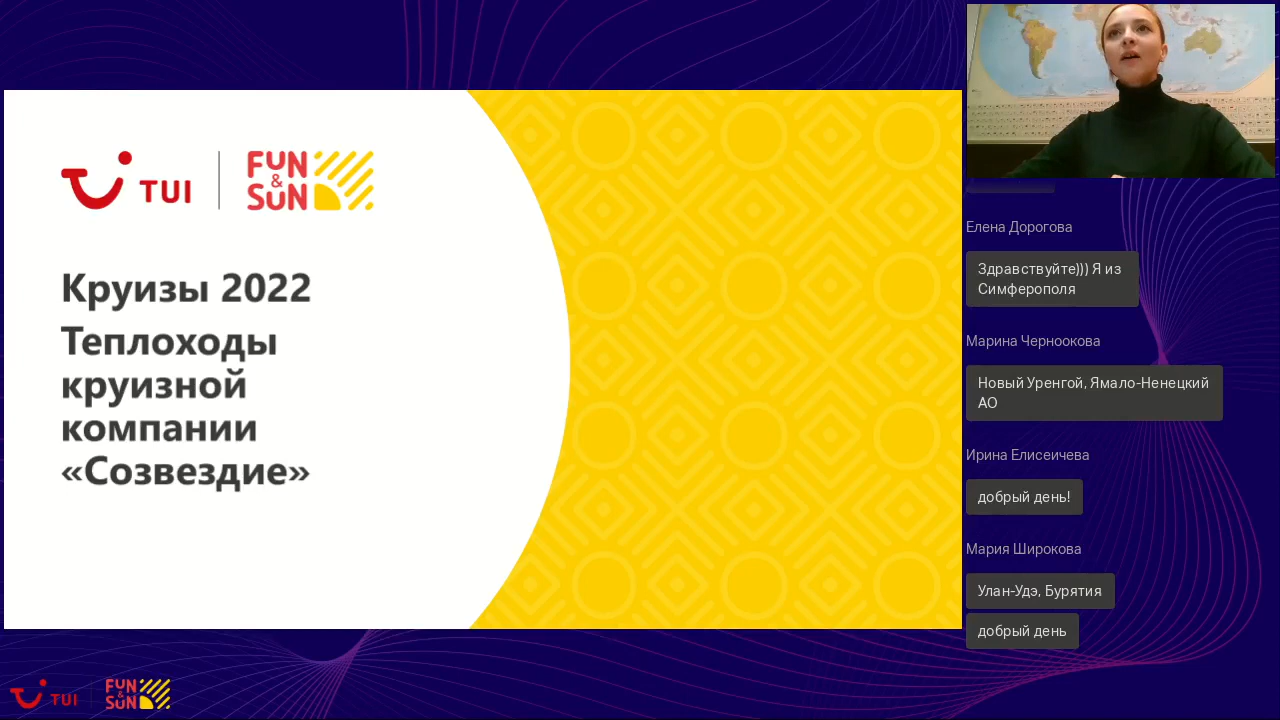 TUI
FUN
&
SUN
Круизы 2022
Теплоходы
круизной
компании
«Созвездие»
Елена Дорогова
Здравствуйте))) Я из
Симферополя
Марина Черноокова
Новый Уренгой, Ямало-Ненецкий
АО
Ирина Елисеичева
добрый день!
Мария Широкова
Улан-Удэ, Бурятия
добрый день
TUI
FUN
&
SUN